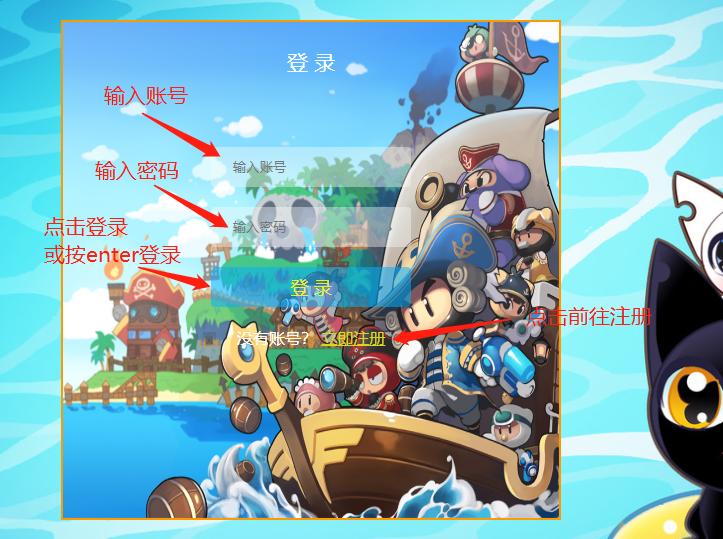 登录
输入账号
输入账号
输入密码
输入密码
点击登录
或按enter登录
登录
没有账号？ 立即注册
点击前往注册